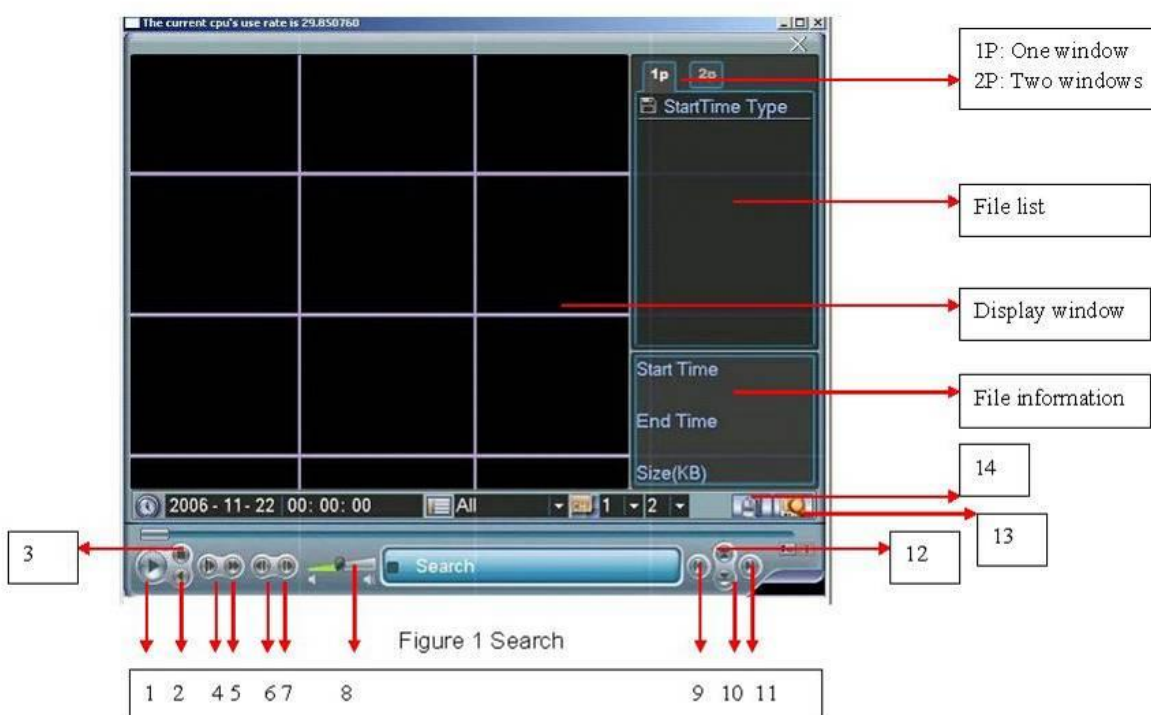 The current cpu's use rate is 29.850760
1P: One window
2P: Two windows
1p
StartTime Type
File list
Display window
Start Time
File information
End Time
Size(KB)
14
2006-11-22 00:00:00 All 1 2
13
3
12
Search
Figure 1 Search
1 2 4 5 6 7 8 9 10 11